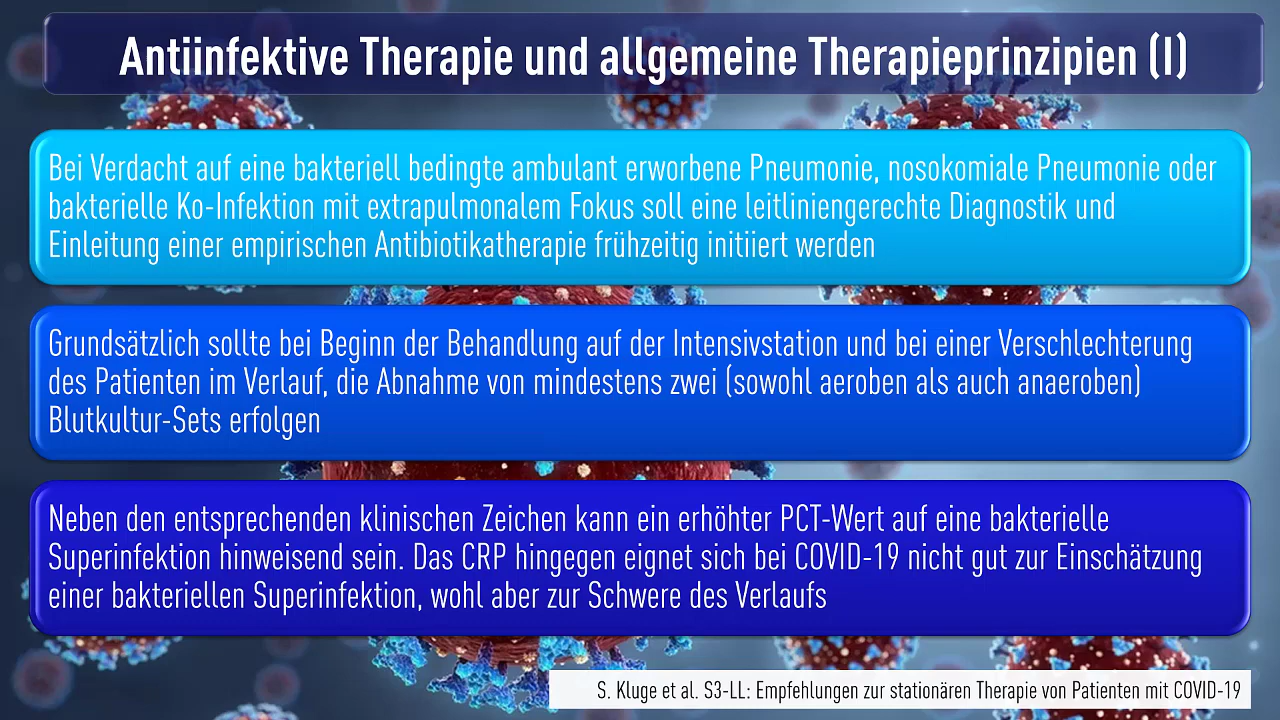 Antiinfektive Therapie und allgemeine Therapieprinzipien (I)
Bei Verdacht auf eine bakteriell bedingte ambulant erworbene Pneumonie, nosokomiale Pneumonie oder
bakterielle Ko-Infektion mit extrapulmonalem Fokus soll eine leitliniengerechte Diagnostik und
Einleitung einer empirischen Antibiotikatherapie frühzeitig initiiert werden
Grundsätzlich sollte bei Beginn der Behandlung auf der Intensivstation und bei einer Verschlechterung
des Patienten im Verlauf, die Abnahme von mindestens zwei (sowohl aeroben als auch anaeroben)
Blutkultur-Sets erfolgen
Neben den entsprechenden klinischen Zeichen kann ein erhöhter PCT-Wert auf eine bakterielle
Superinfektion hinweisend sein. Das CRP hingegen eignet sich bei COVID-19 nicht gut zur Einschätzung
einer bakteriellen Superinfektion, wohl aber zur Schwere des Verlaufs
S. Kluge et al. S3-LL: Empfehlungen zur stationären Therapie von Patienten mit COVID-19